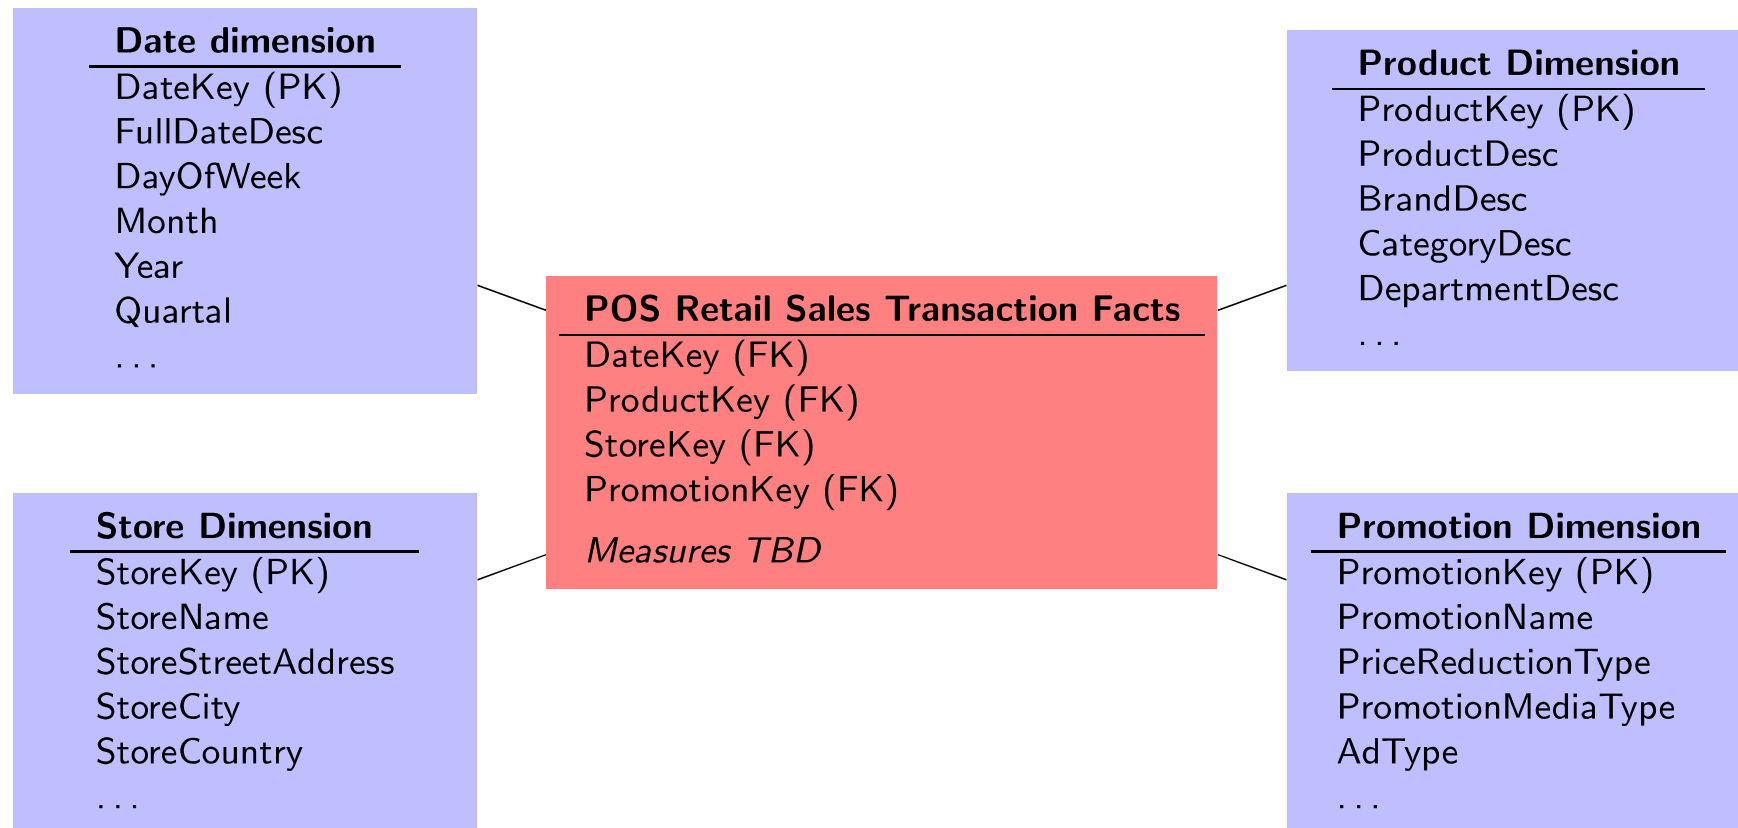 Date dimension
DateKey (PK)
FullDateDesc
DayOfWeek
Month
Year
Quartal
...
Product Dimension
ProductKey (PK)
ProductDesc
BrandDesc
CategoryDesc
DepartmentDesc
...
POS Retail Sales Transaction Facts
DateKey (FK)
ProductKey (FK)
StoreKey (FK)
PromotionKey (FK)
Measures TBD
Store Dimension
StoreKey (PK)
StoreName
StoreStreetAddress
StoreCity
StoreCountry
...
Promotion Dimension
PromotionKey (PK)
PromotionName
PriceReductionType
PromotionMediaType
AdType
...